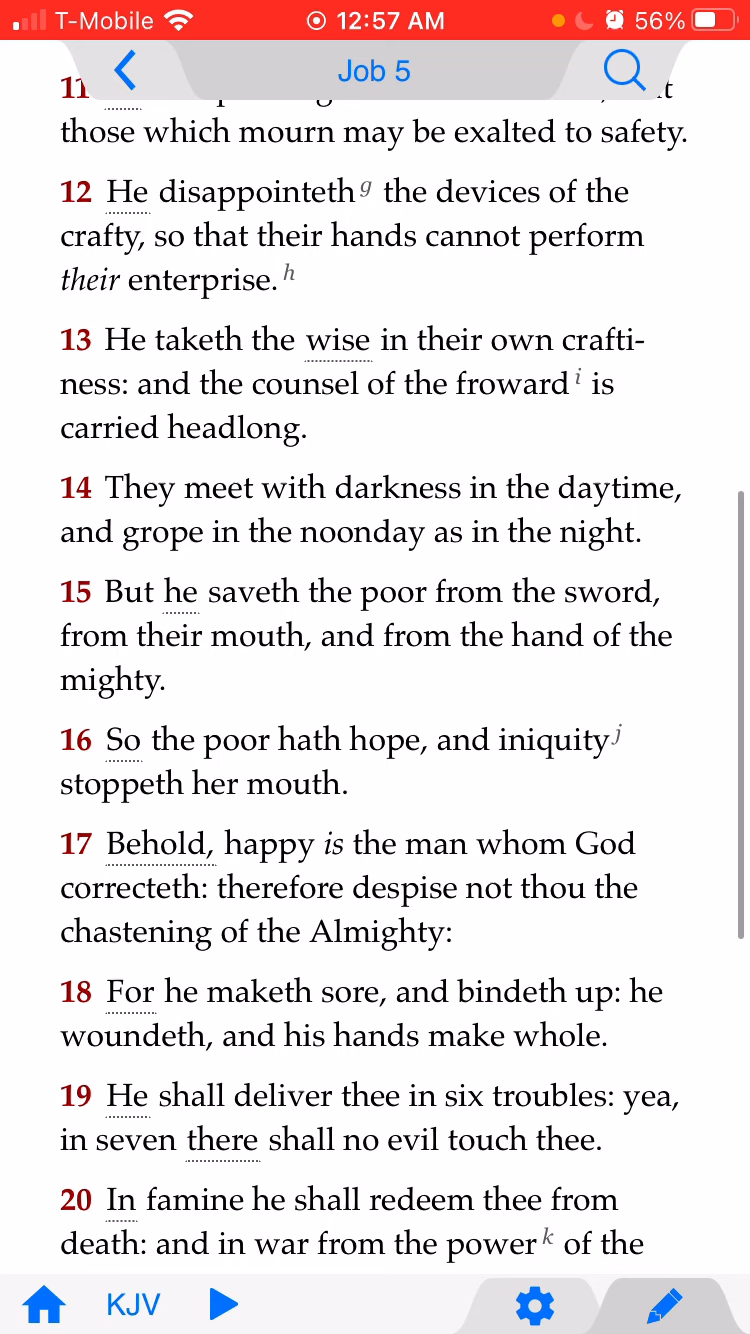 T-Mobile 12:57 AM 56%
Job 5
11
those which mourn may be exalted to safety.
12 He disappointeth g the devices of the
crafty, so that their hands cannot perform
their enterprise. h
13 He taketh the wise in their own crafti-
ness: and the counsel of the froward i is
carried headlong.
14 They meet with darkness in the daytime,
and grope in the noonday as in the night.
15 But he saveth the poor from the sword,
from their mouth, and from the hand of the
mighty.
16 So the poor hath hope, and iniquity j
stoppeth her mouth.
17 Behold, happy is the man whom God
correcteth: therefore despise not thou the
chastening of the Almighty:
18 For he maketh sore, and bindeth up: he
woundeth, and his hands make whole.
19 He shall deliver thee in six troubles: yea,
in seven there shall no evil touch thee.
20 In famine he shall redeem thee from
death: and in war from the power k of the
KJV